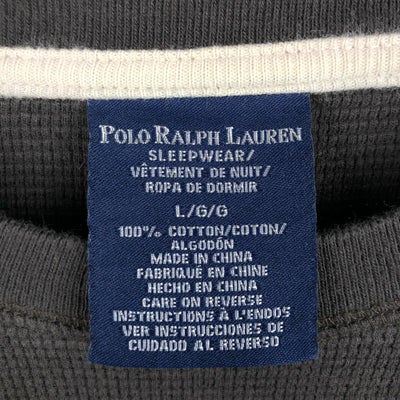 POLO RALPH LAUREN
SLEEPWEAR/
VÊTEMENT DE NUIT/
ROPA DE DORMIR
L/G/G
100% COTTON/COTON/
ALGODÓN
MADE IN CHINA
FABRIQUÉ EN CHINE
HECHO EN CHINA
CARE ON REVERSE
INSTRUCTIONS À L'ENDOS
VER INSTRUCCIONES DE
CUIDADO AL REVERSO